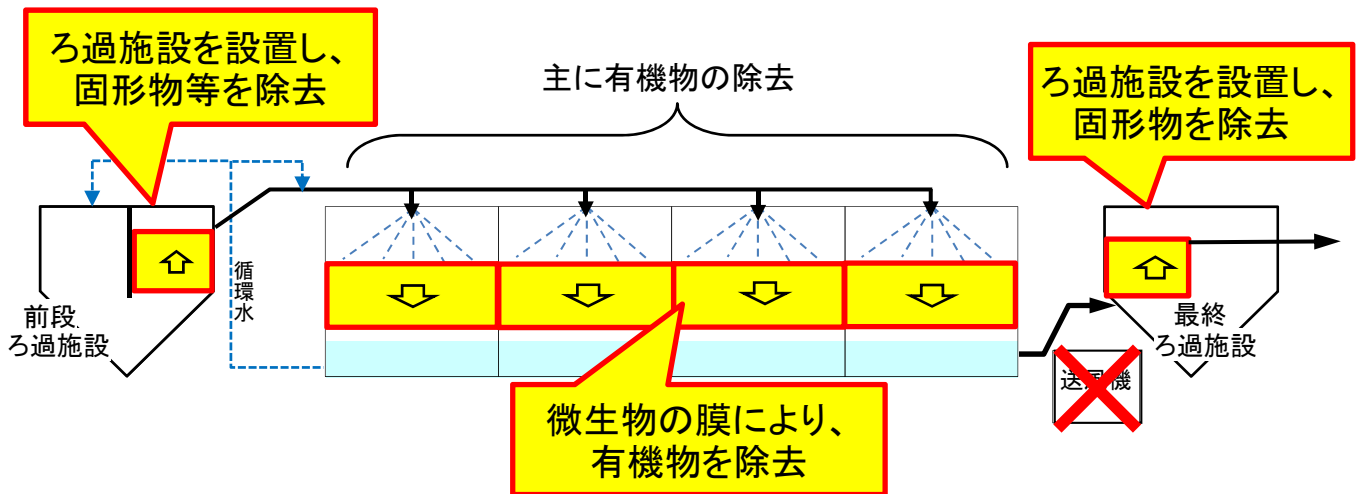 ろ過施設を設置し、
固形物等を除去
主に有機物の除去
ろ過施設を設置し、
固形物を除去
循環水
前段
ろ過施設
最終
ろ過施設
送風機
微生物の膜により、
有機物を除去